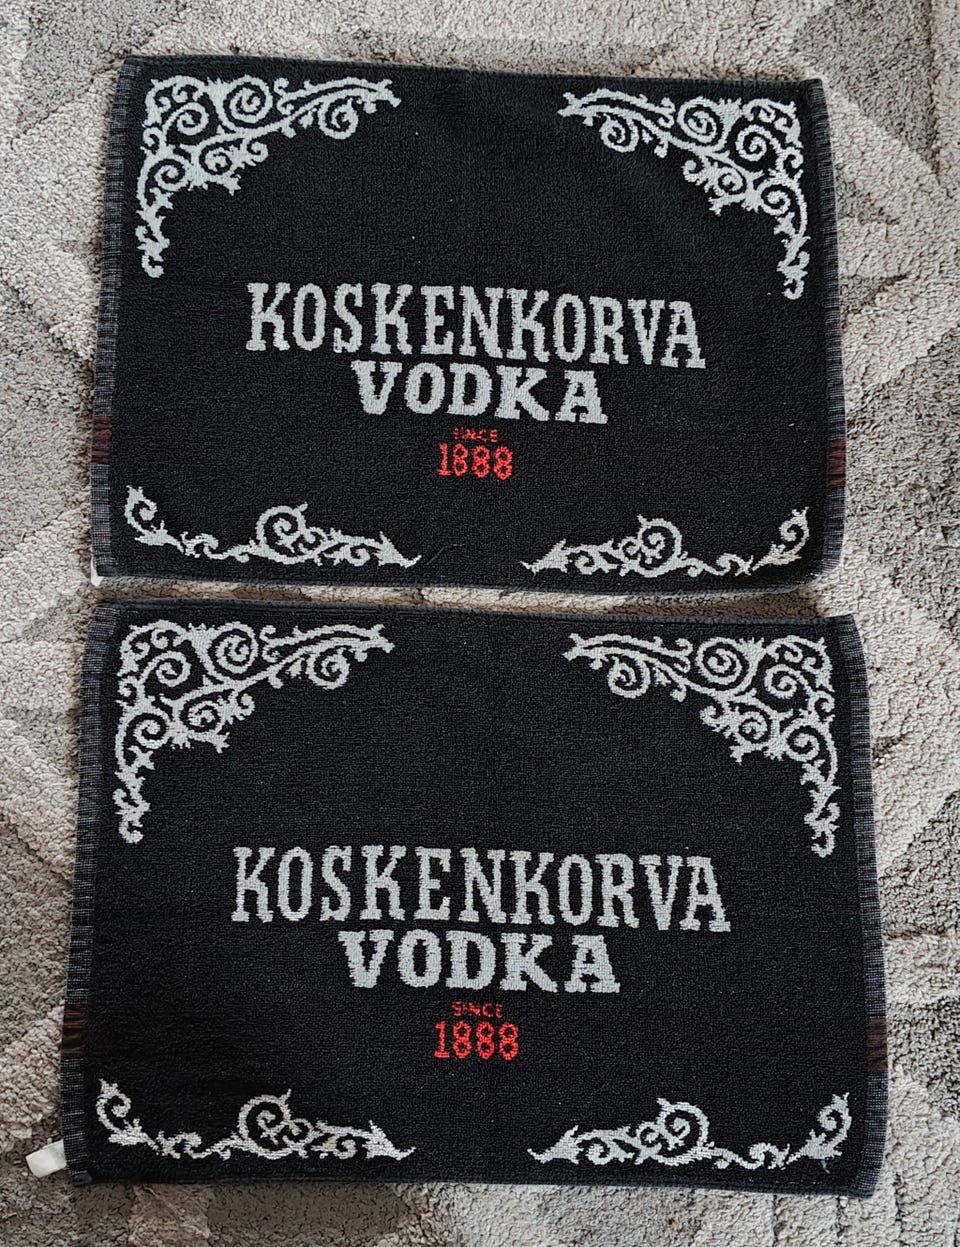 KOSKENKORVA
VODKA
SINCE
1888
KOSKENKORVA
VODKA
SINCE
1888